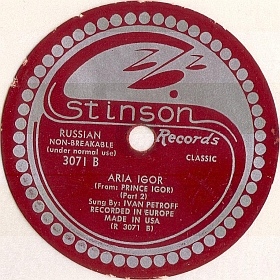 Stinson
Records
RUSSIAN
NON-BREAKABLE
(under normal use)
3071 B
CLASSIC
ARIA IGOR
(From: PRINCE IGOR)
(Part 2)
Sung By: IVAN PETROFF
RECORDED IN EUROPE
MADE IN USA
(R 3071 B)